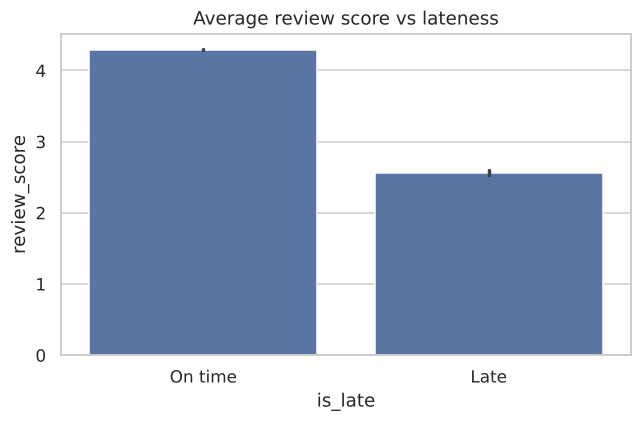 Average review score vs lateness
review_score
4
3
2
1
0
On time
Late
is_late